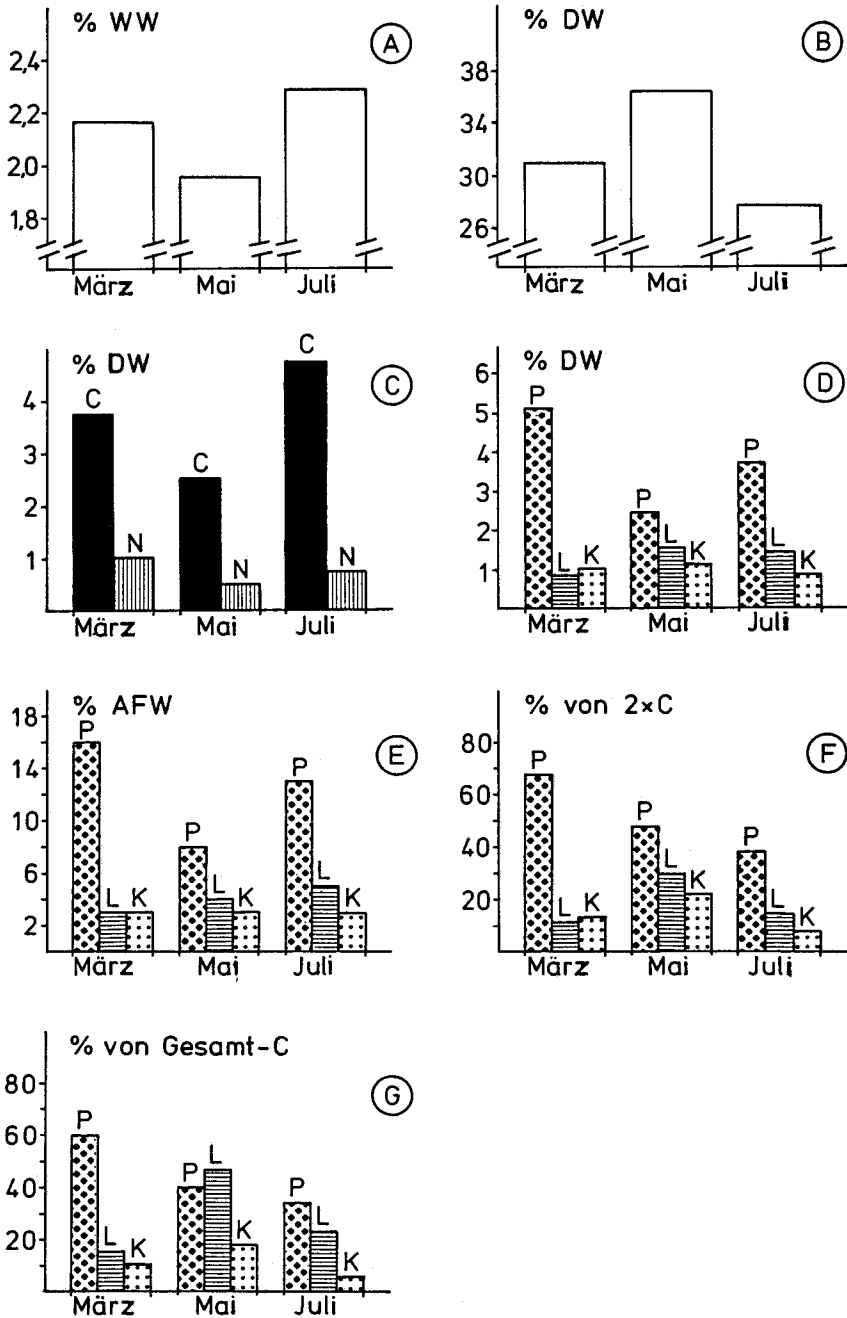 % WW
A
2,4
2,2
2,0
1,8
März Mai Juli
% DW
B
38
34
30
26
März Mai Juli
% DW
C
4
3
2
1
C N C N C N
März Mai Juli
% DW
D
6
5
4
3
2
1
P L K P L K P L K
März Mai Juli
% AFW
E
18
14
10
6
2
P L K P L K P L K
März Mai Juli
% von 2×C
F
80
60
40
20
P L K P L K P L K
März Mai Juli
% von Gesamt-C
G
80
60
40
20
P L K P L K P L K
März Mai Juli